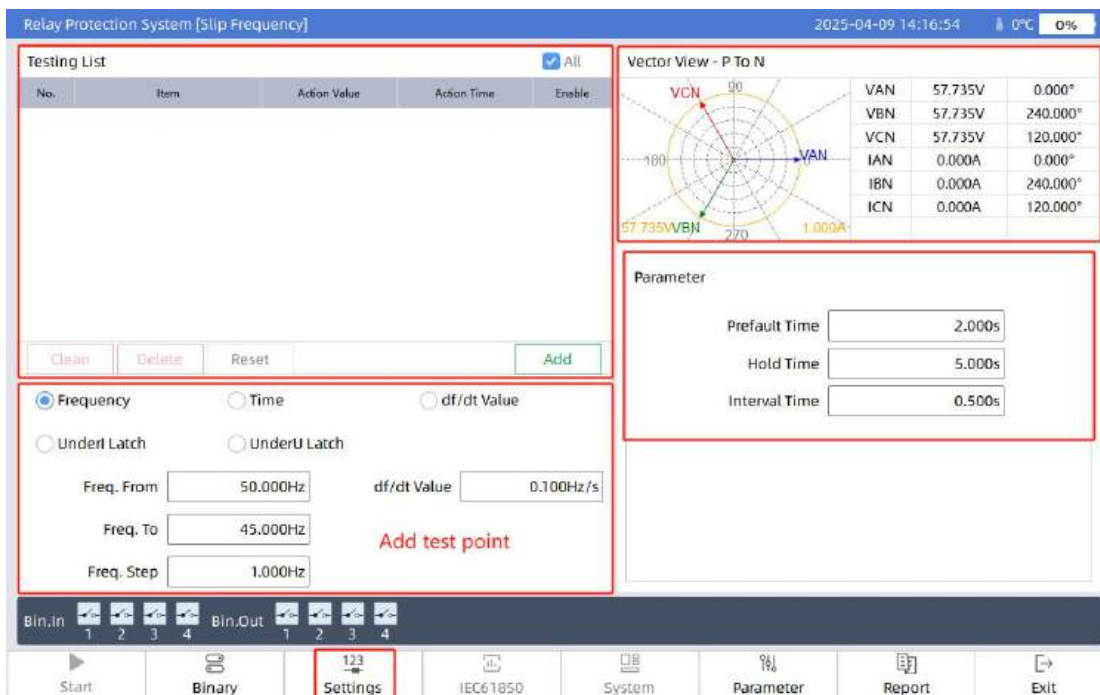 Relay Protection System [Slip Frequency] 2025-04-09 14:16:54 0℃ 0%
Testing List All
No. Item Action Value Action Time Enable
Clean Delete Reset Add
Frequency Time df/dt Value
UnderI Latch UnderU Latch
Freq. From 50.000Hz df/dt Value 0.100Hz/s
Freq. To 45.000Hz
Add test point
Freq. Step 1.000Hz
Vector View - P To N
90
VCN
180
VAN
0
57.735V
VBN
270
1.000A
VAN 57.735V 0.000°
VBN 57.735V 240.000°
VCN 57.735V 120.000°
IAN 0.000A 0.000°
IBN 0.000A 240.000°
ICN 0.000A 120.000°
Parameter
Prefault Time 2.000s
Hold Time 5.000s
Interval Time 0.500s
Bin.In 1 2 3 4 Bin.Out 1 2 3 4
123
Start Binary Settings IEC61850 System Parameter Report Exit